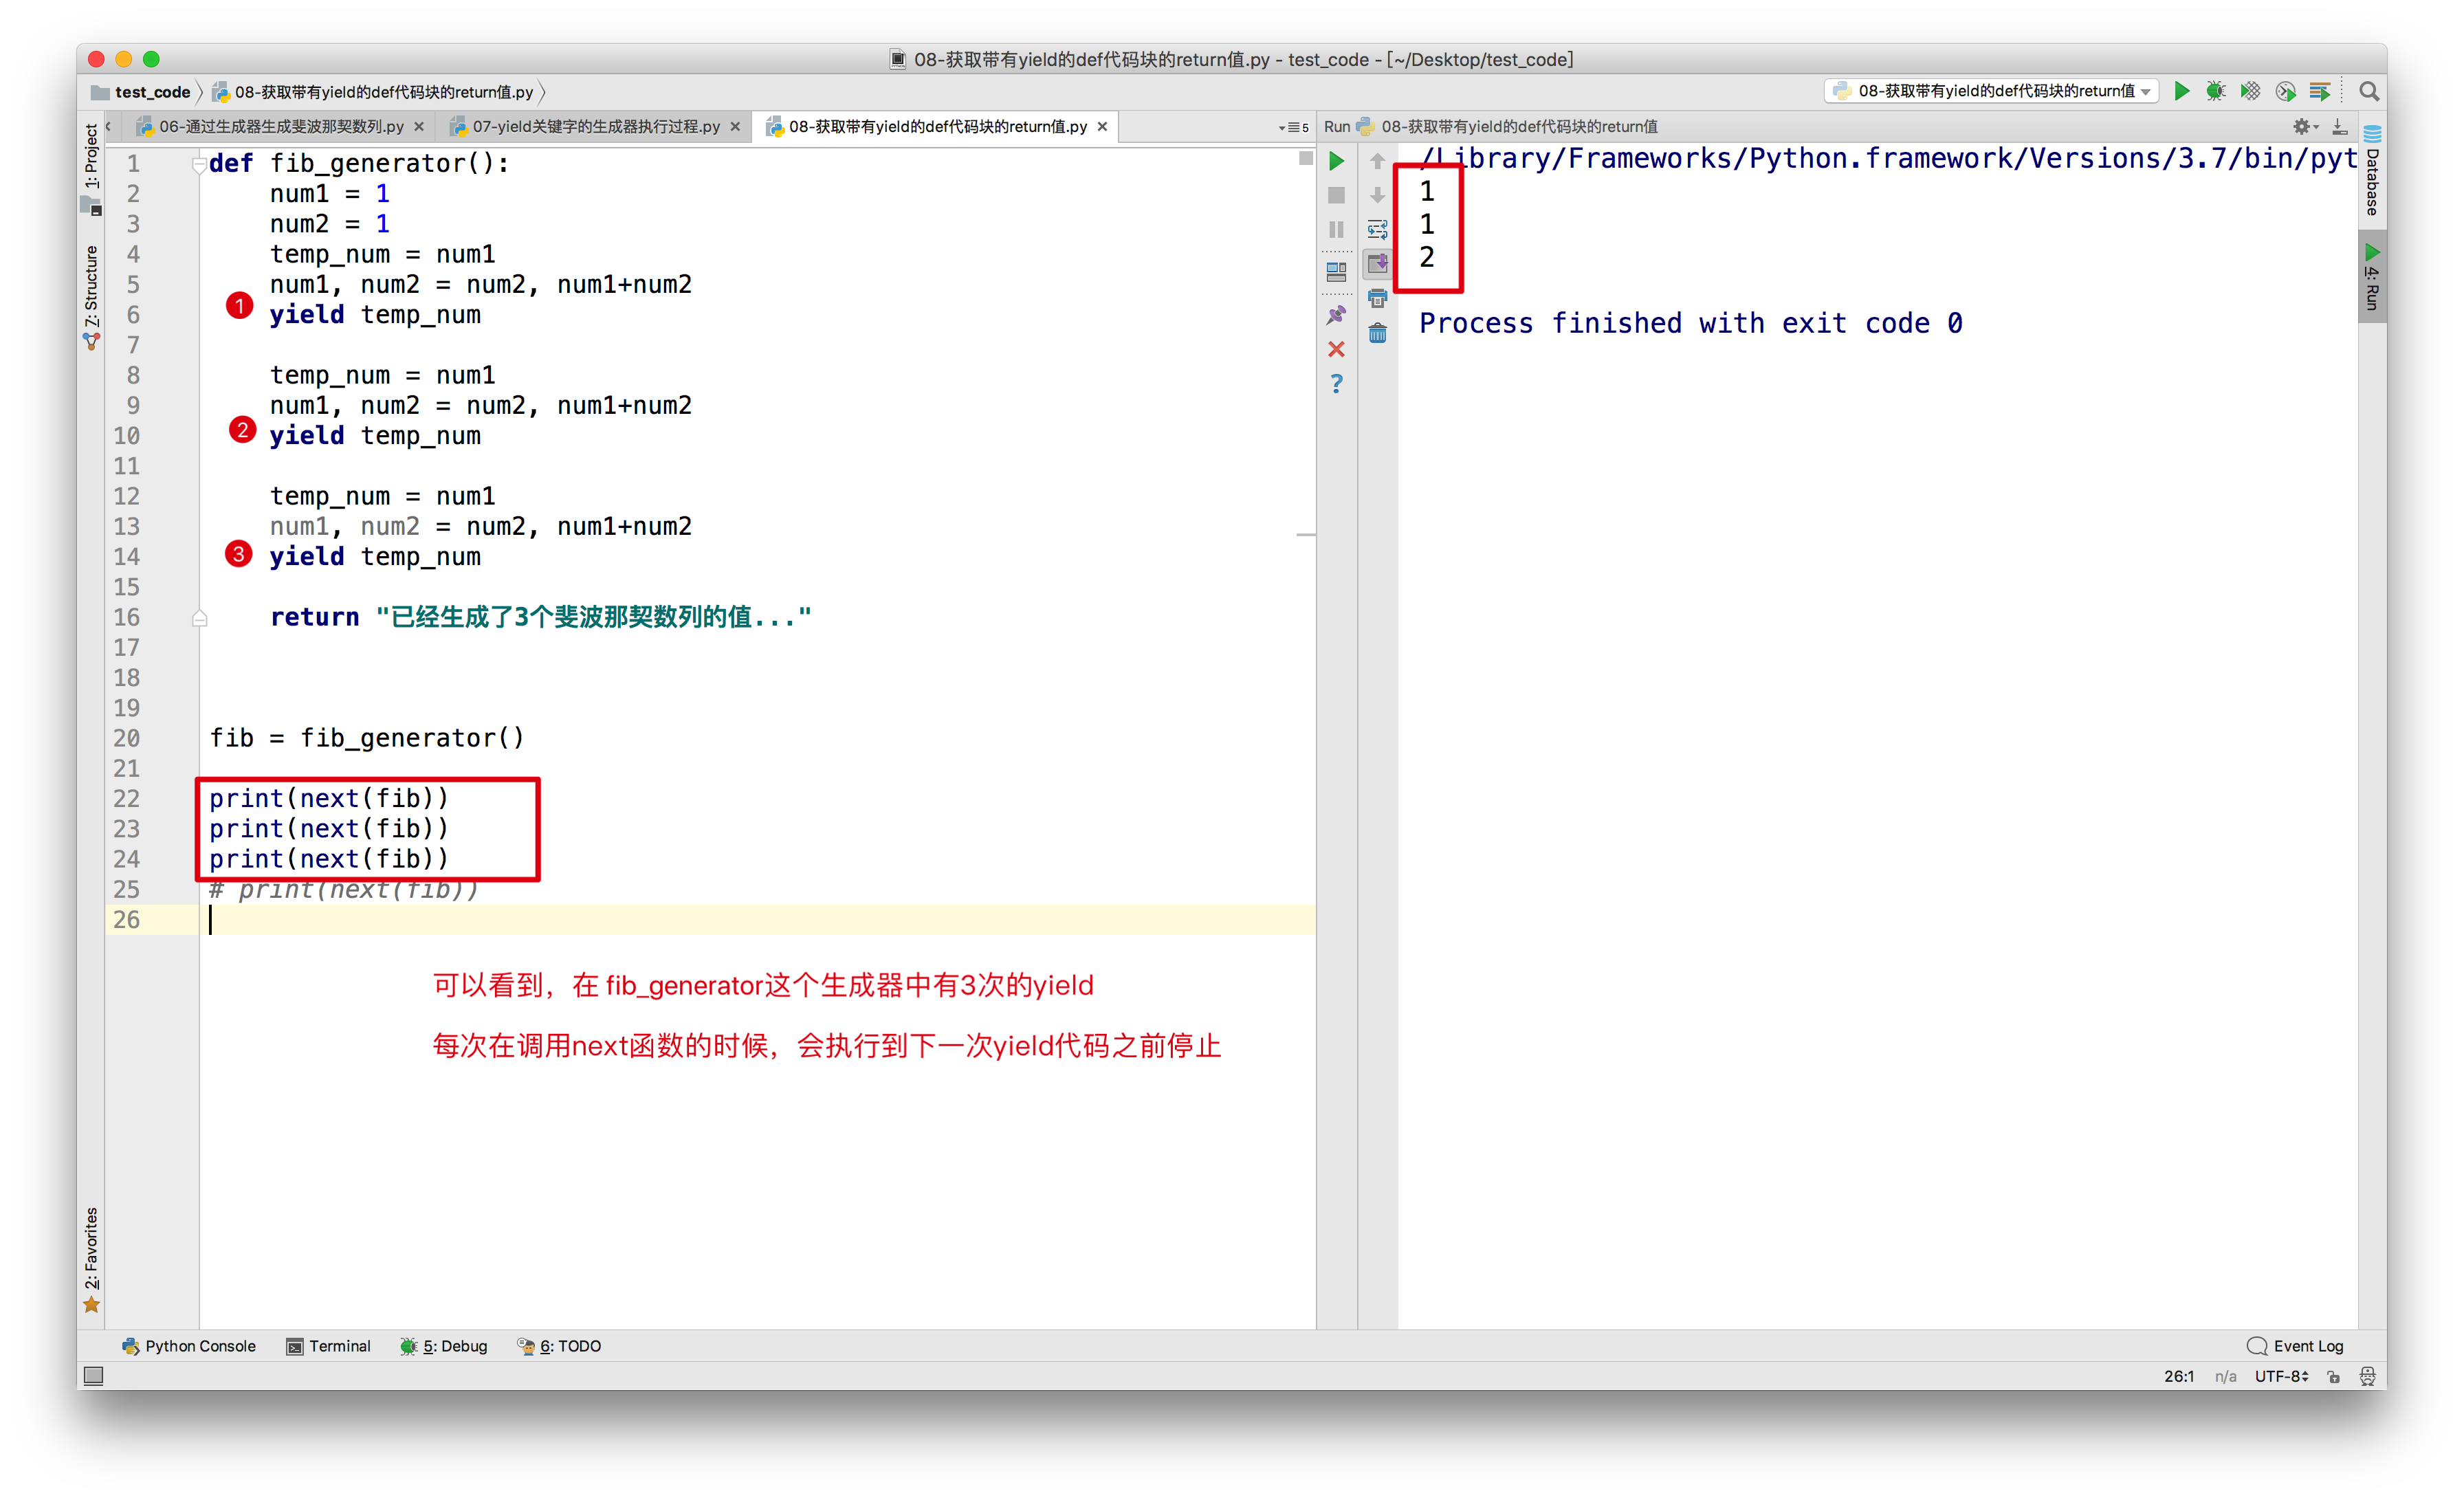 08-获取带有yield的def代码块的return值.py - test_code - [~/Desktop/test_code]
test_code 08-获取带有yield的def代码块的return值.py
08-获取带有yield的def代码块的return值
06-通过生成器生成斐波那契数列.py
07-yield关键字的生成器执行过程.py
08-获取带有yield的def代码块的return值.py
5
Run 08-获取带有yield的def代码块的return值
1: Project
7: Structure
2: Favorites
1 def fib_generator():
2     num1 = 1
3     num2 = 1
4     temp_num = num1
5     num1, num2 = num2, num1+num2
1
6     yield temp_num
7
8     temp_num = num1
9     num1, num2 = num2, num1+num2
2
10     yield temp_num
11
12     temp_num = num1
13     num1, num2 = num2, num1+num2
3
14     yield temp_num
15
16     return "已经生成了3个斐波那契数列的值..."
17
18
19
20 fib = fib_generator()
21
22 print(next(fib))
23 print(next(fib))
24 print(next(fib))
25 # print(next(fib))
26
可以看到，在 fib_generator这个生成器中有3次的yield
每次在调用next函数的时候，会执行到下一次yield代码之前停止
/Library/Frameworks/Python.framework/Versions/3.7/bin/pyt
1
1
2
Process finished with exit code 0
Database
4: Run
Python Console
Terminal
5: Debug
6: TODO
Event Log
26:1 n/a UTF-8